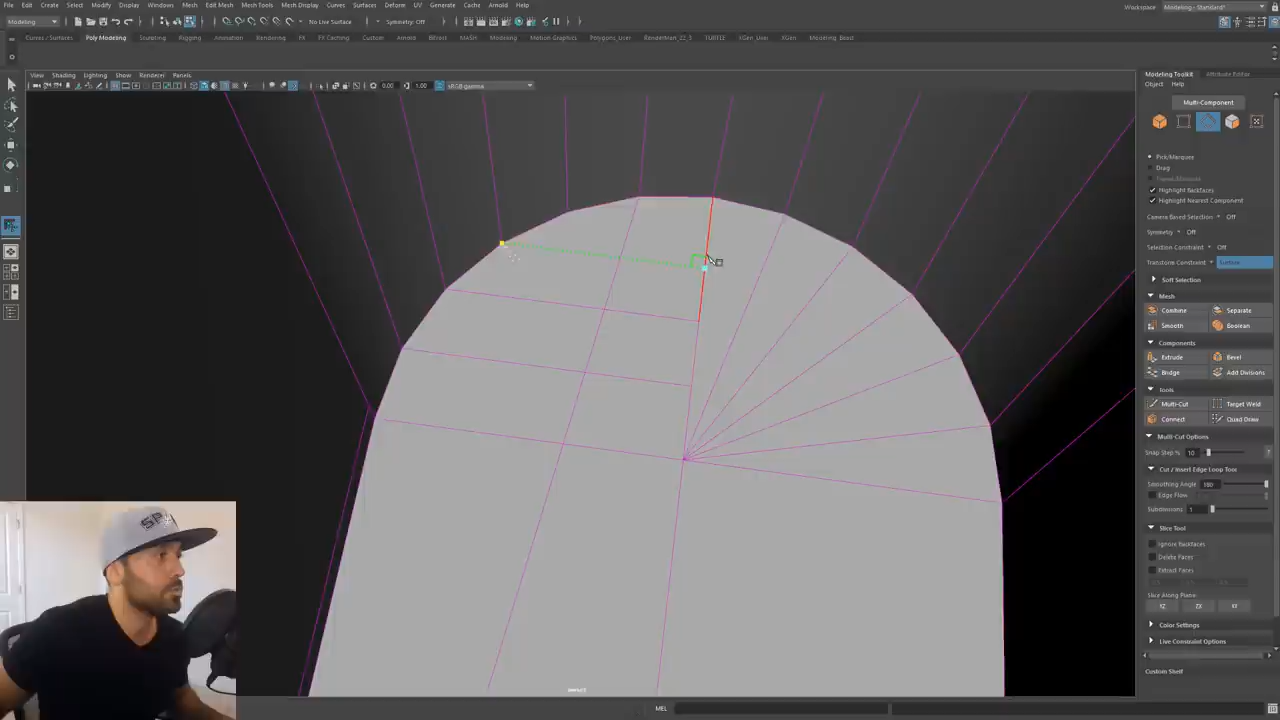 File Edit Create Select Modify Display Windows Mesh Edit Mesh Mesh Tools Mesh Display Curves Surfaces Deform UV Generate Cache Arnold Help
Workspace Modeling - Standard*
Modeling No Live Surface Symmetry: Off
Curves / Surfaces Poly Modeling Sculpting Rigging Animation Rendering FX FX Caching Custom Arnold Bifrost MASH Modeling Motion Graphics Polygons_User TURTLE XGen_User XGen Modeling_Bead
View Shading Lighting Show Renderer Panels
0.00 1.00 sRGB gamma
Modeling Toolkit Attribute Editor
Object Help
Multi-Component
Pick/Marquee
Drag
Highlight Backfaces
Highlight Nearest Component
Camera Based Selection Off
Symmetry Off
Selection Constraint Off
Transform Constraint Surface
Soft Selection
Mesh
Combine Separate
Smooth Boolean
Components
Extrude Bevel
Bridge Add Divisions
Tools
Multi-Cut Target Weld
Connect Quad Draw
Multi-Cut Options
Snap Step % 10 ?
Cut / Insert Edge Loop Tool
Smoothing Angle 180
Edge Flow
Subdivisions 1
Slice Tool
Ignore Backfaces
Delete Faces
Extract Faces
Slice Along Plane:
YZ ZX XY
Color Settings
Live Constraint Options
Custom Shelf
persp
MEL